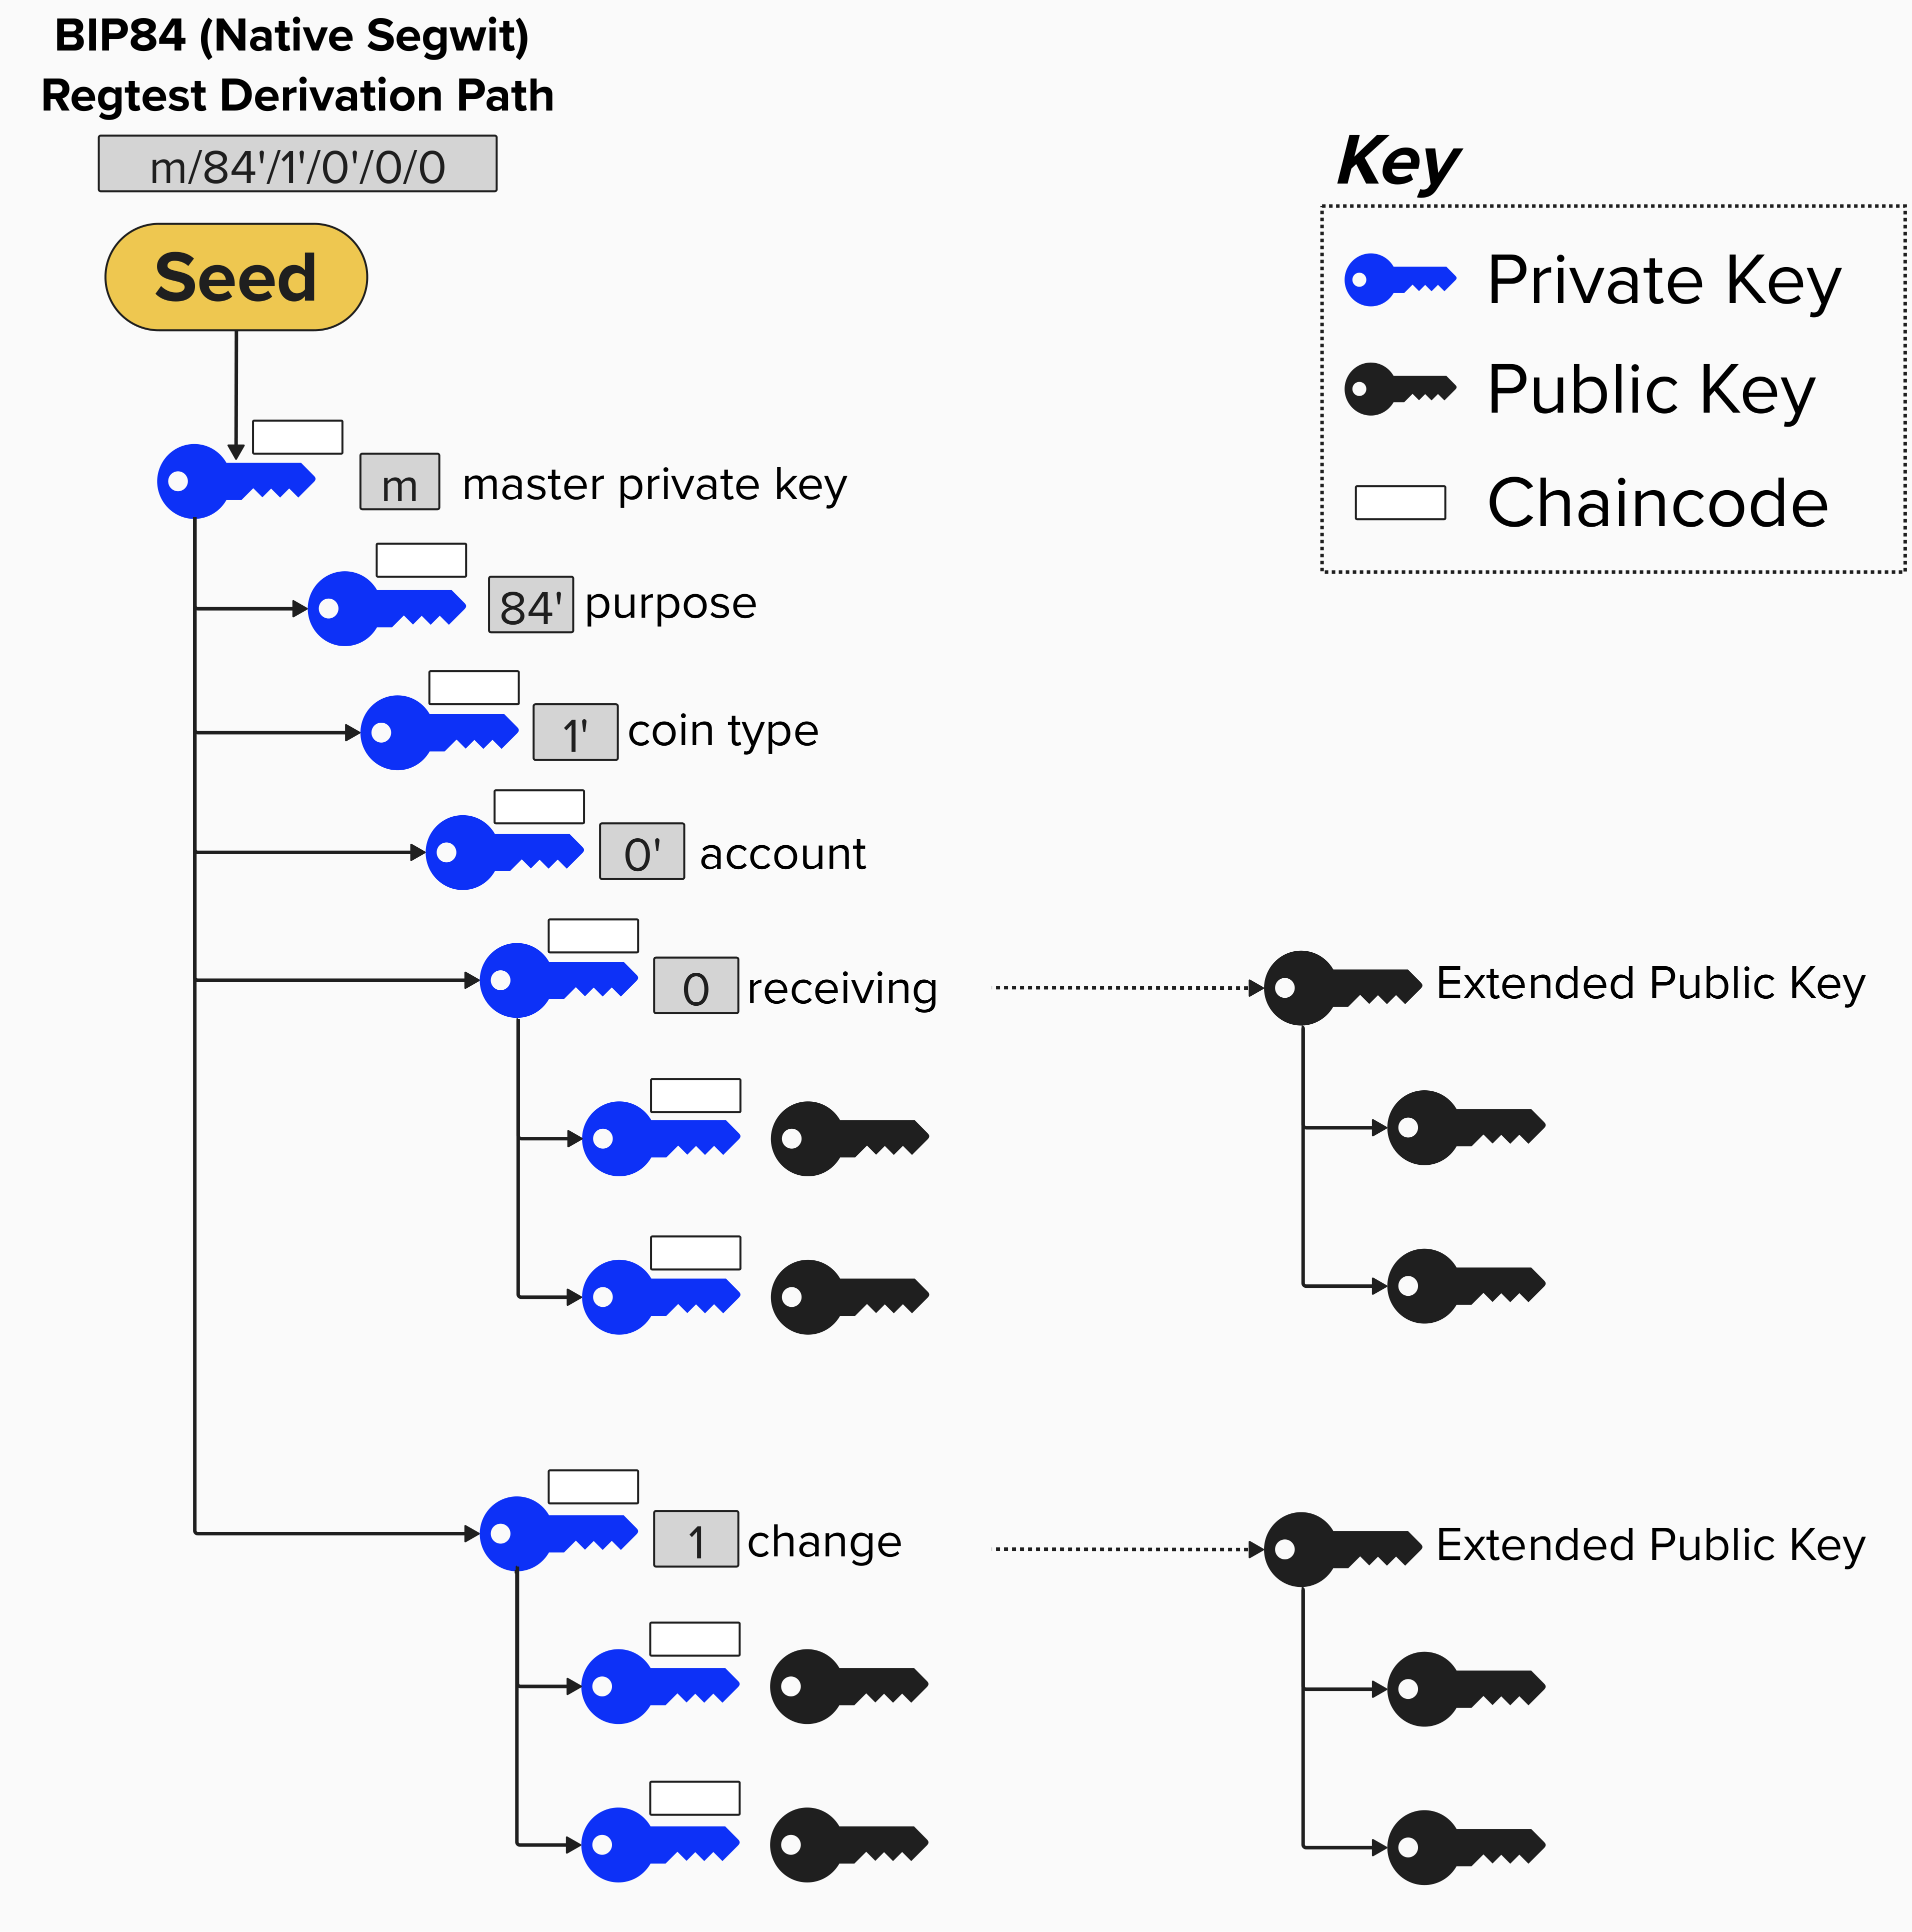 BIP84 (Native Segwit)
Regtest Derivation Path
m/84'/1'/0'/0/0
Seed
Key
Private Key
Public Key
Chaincode
m master private key
84' purpose
1' coin type
0' account
0 receiving
Extended Public Key
1 change
Extended Public Key